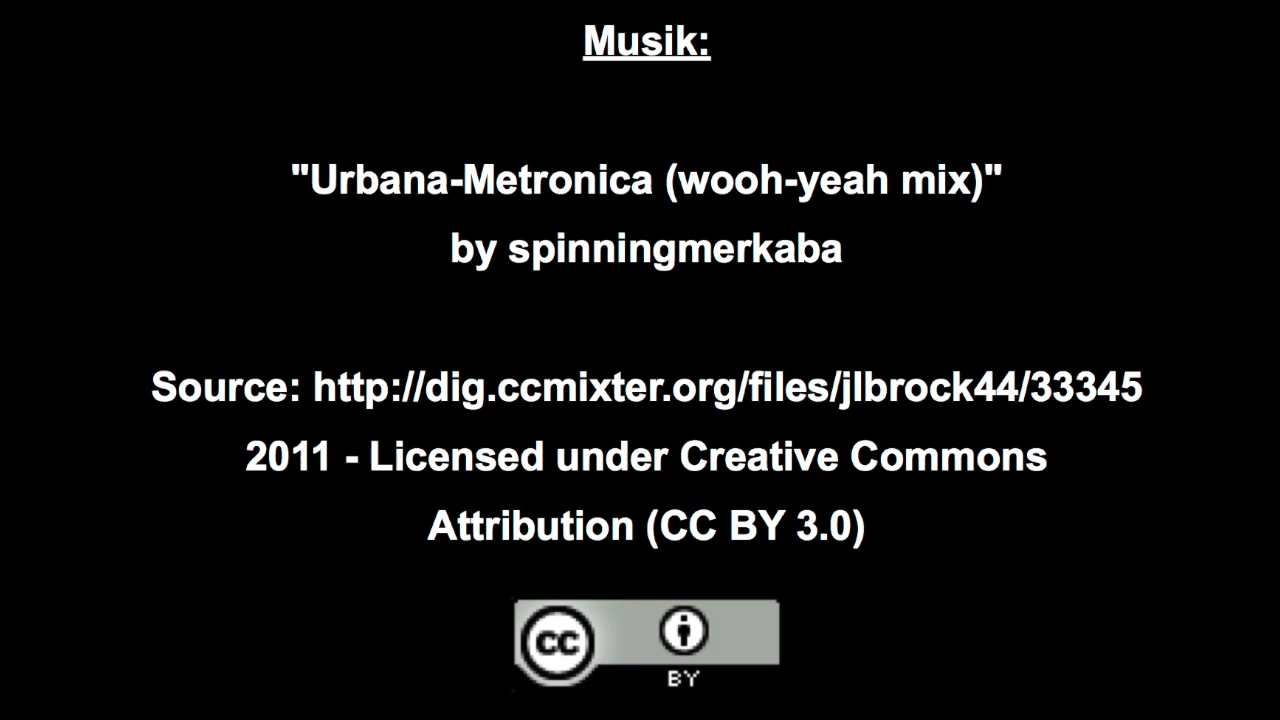 Musik:
"Urbana-Metronica (wooh-yeah mix)"
by spinningmerkaba
Source: http://dig.ccmixter.org/files/jlbrock44/33345
2011 - Licensed under Creative Commons
Attribution (CC BY 3.0)
CC
BY